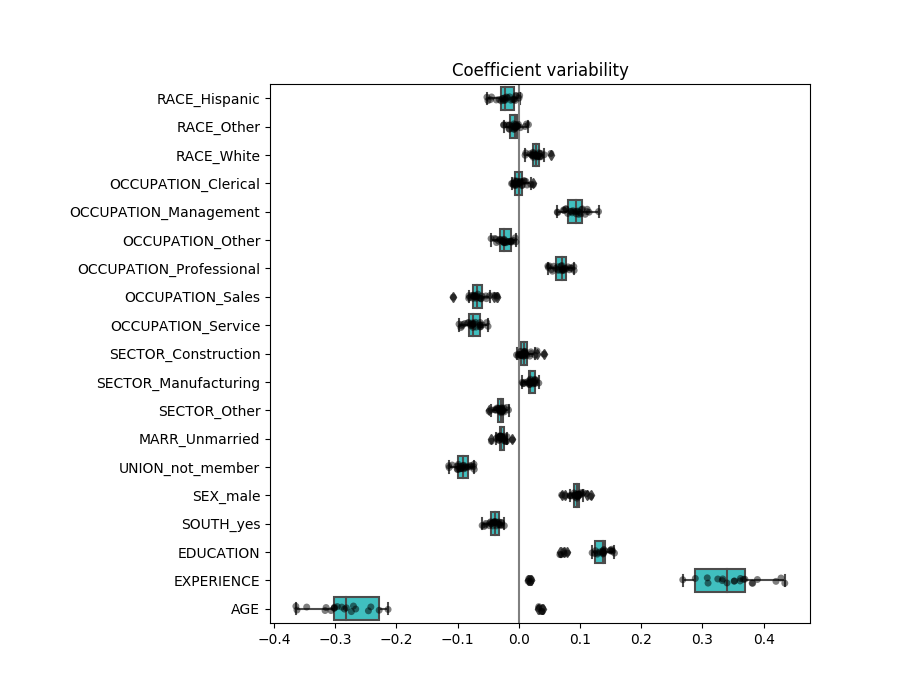 Coefficient variability
RACE_Hispanic
RACE_Other
RACE_White
OCCUPATION_Clerical
OCCUPATION_Management
OCCUPATION_Other
OCCUPATION_Professional
OCCUPATION_Sales
OCCUPATION_Service
SECTOR_Construction
SECTOR_Manufacturing
SECTOR_Other
MARR_Unmarried
UNION_not_member
SEX_male
SOUTH_yes
EDUCATION
EXPERIENCE
AGE
−0.4 −0.3 −0.2 −0.1 0.0 0.1 0.2 0.3 0.4